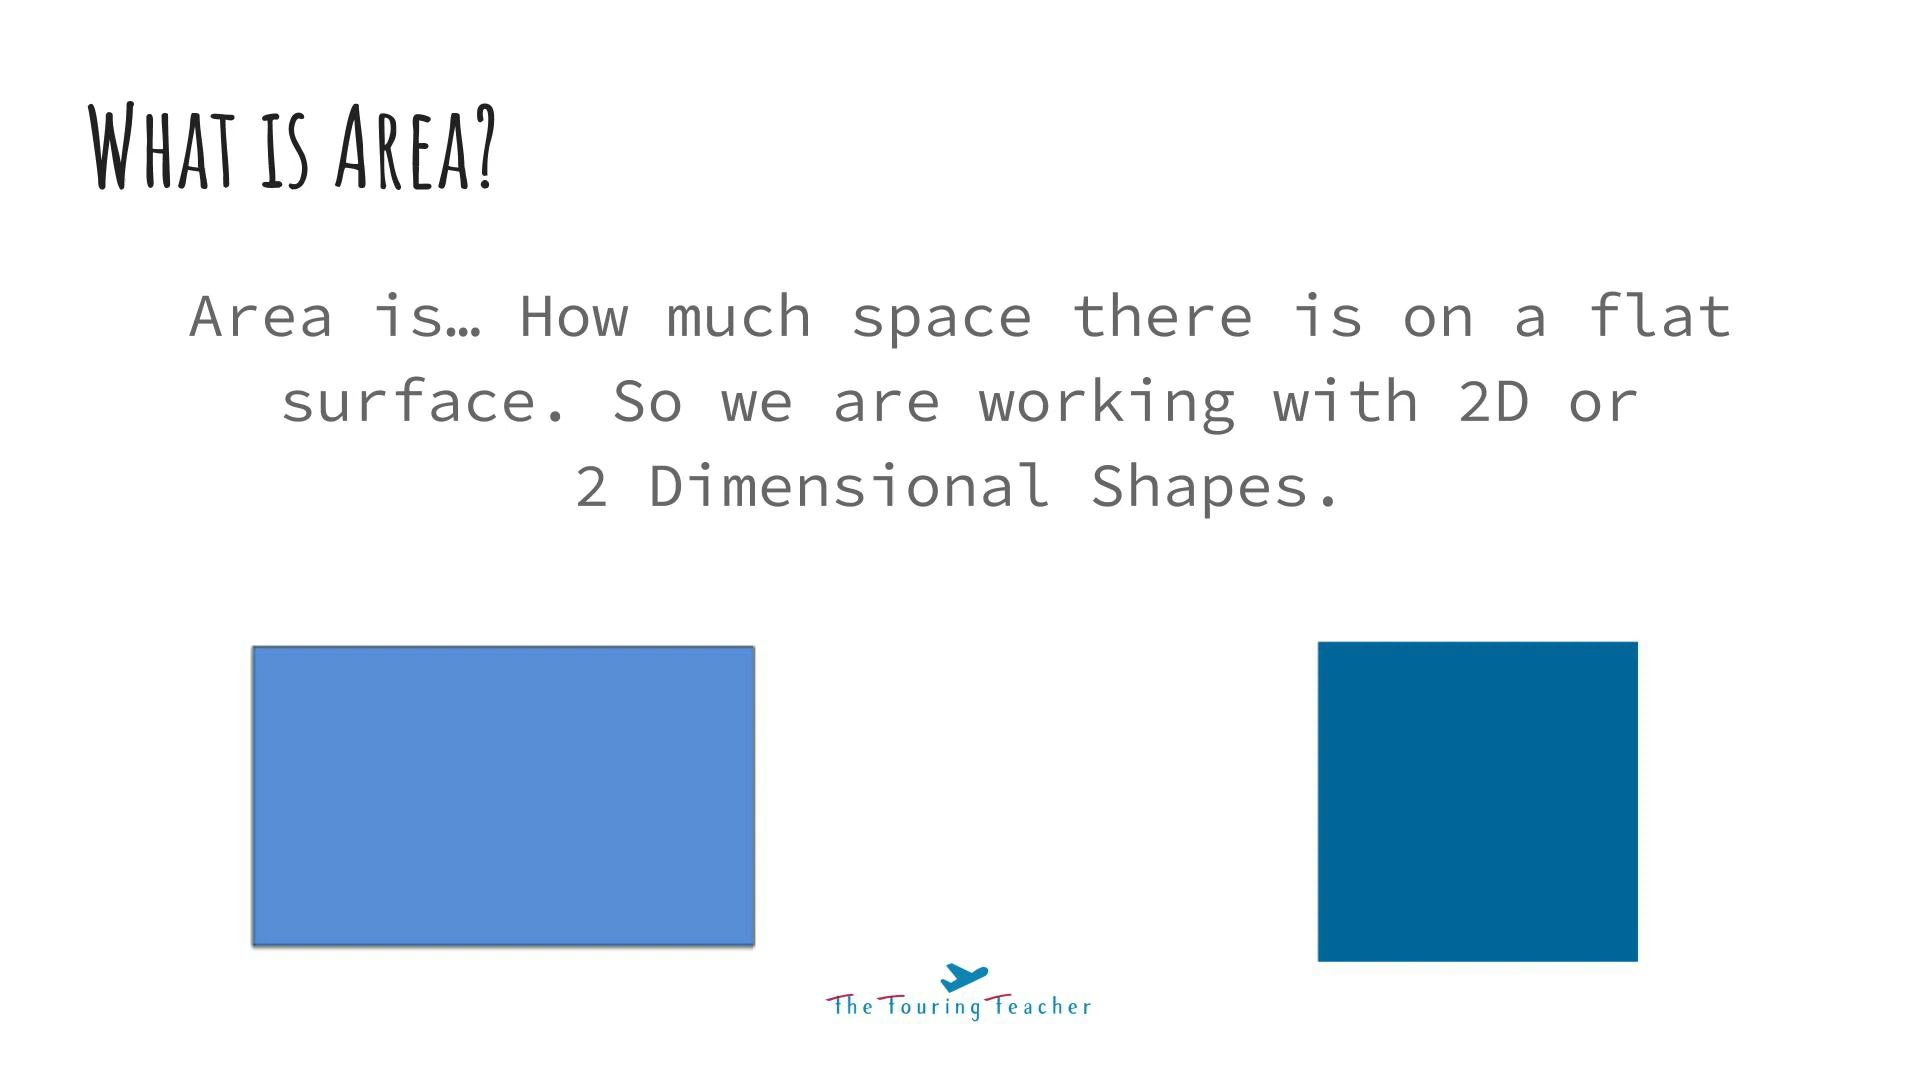 What is Area?
Area is… How much space there is on a flat
surface. So we are working with 2D or
2 Dimensional Shapes.
The Touring Teacher